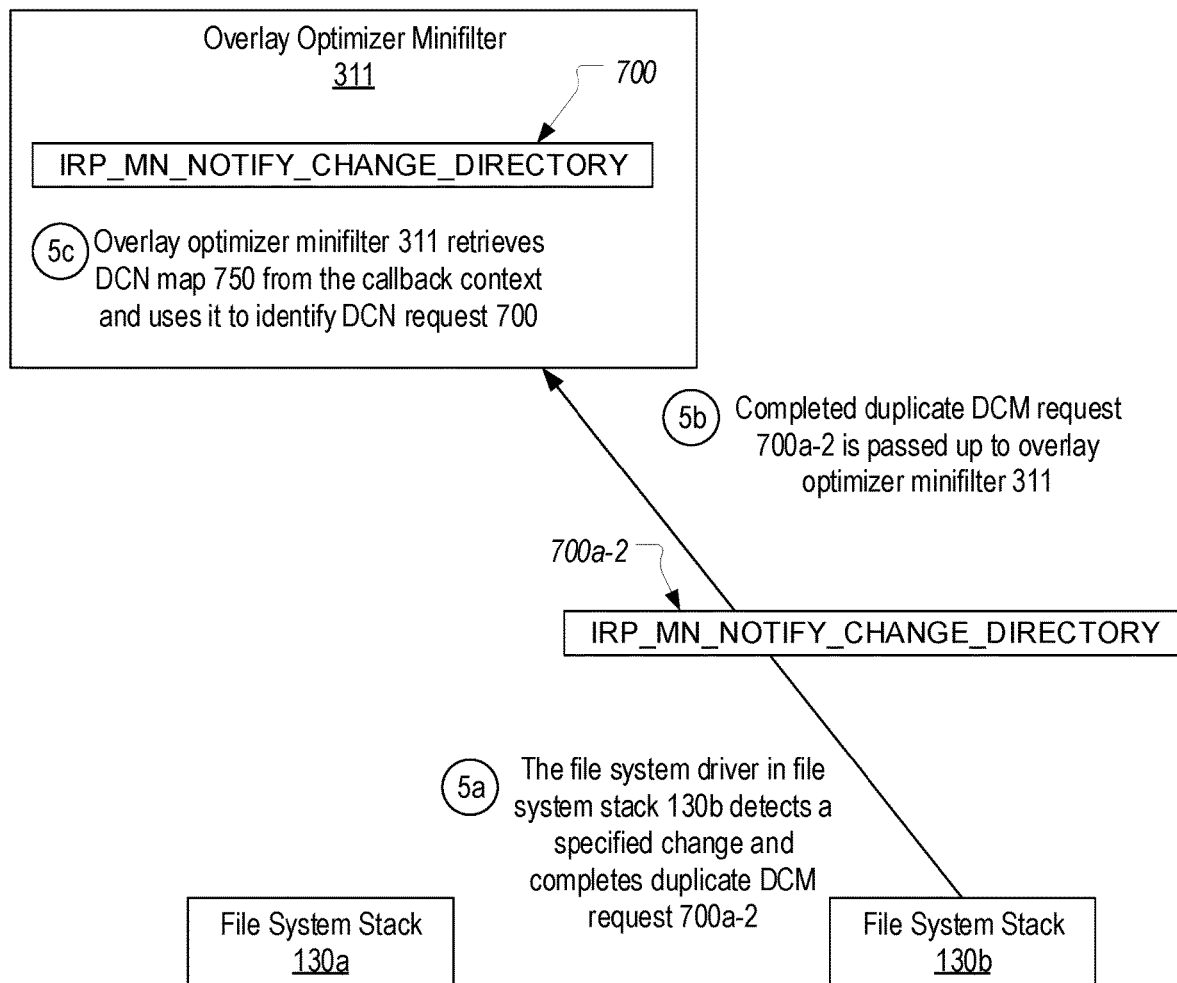 Overlay Optimizer Minifilter
311
700
IRP_MN_NOTIFY_CHANGE_DIRECTORY
5c
Overlay optimizer minifilter 311 retrieves
DCN map 750 from the callback context
and uses it to identify DCN request 700
5b
Completed duplicate DCM request
700a-2 is passed up to overlay
optimizer minifilter 311
700a-2
IRP_MN_NOTIFY_CHANGE_DIRECTORY
5a
The file system driver in file
system stack 130b detects a
specified change and
completes duplicate DCM
request 700a-2
File System Stack
130a
File System Stack
130b